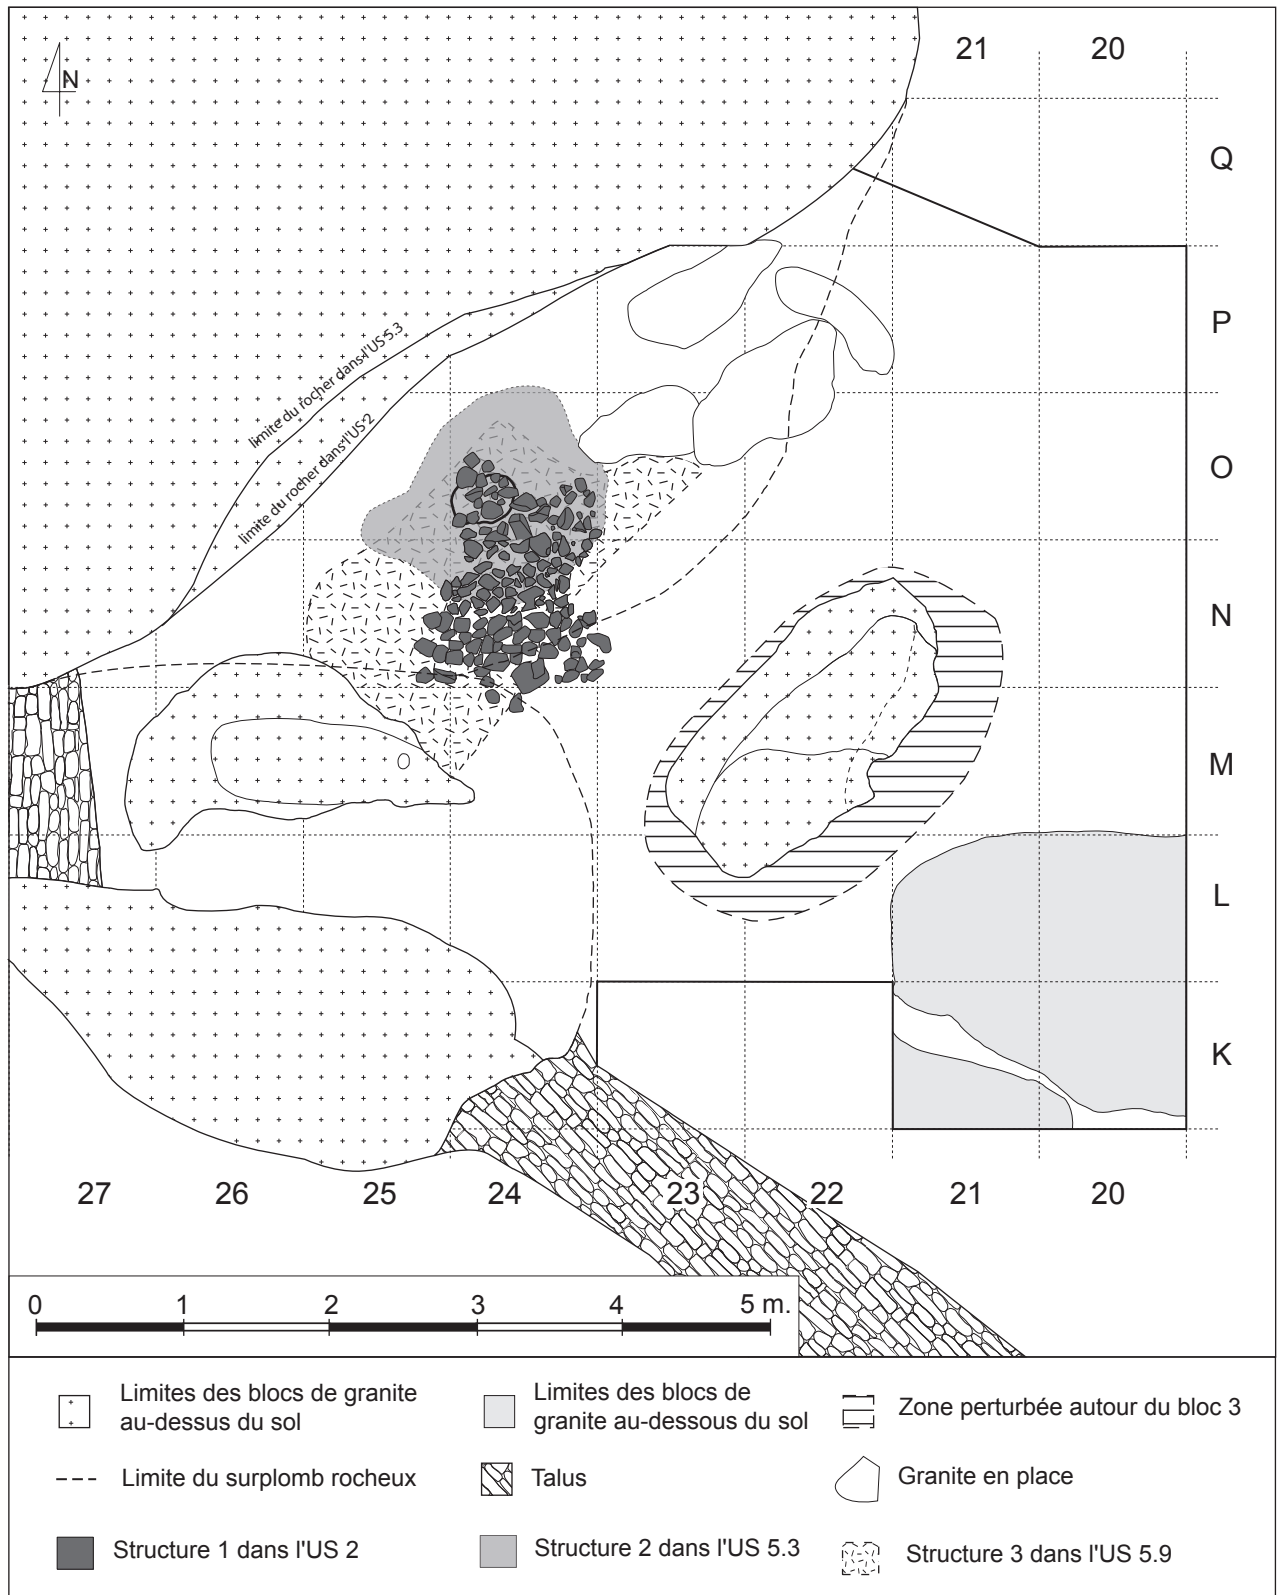 21 20
N
Q
P
limite du rocher dans l'US 5.3
limite du rocher dans l'US 2
O
N
M
L
K
27 26 25 24 23 22 21 20
0 1 2 3 4 5 m.
Limites des blocs de granite
au-dessus du sol
Limites des blocs de
granite au-dessous du sol
Zone perturbée autour du bloc 3
Limite du surplomb rocheux
Talus
Granite en place
Structure 1 dans l'US 2
Structure 2 dans l'US 5.3
Structure 3 dans l'US 5.9